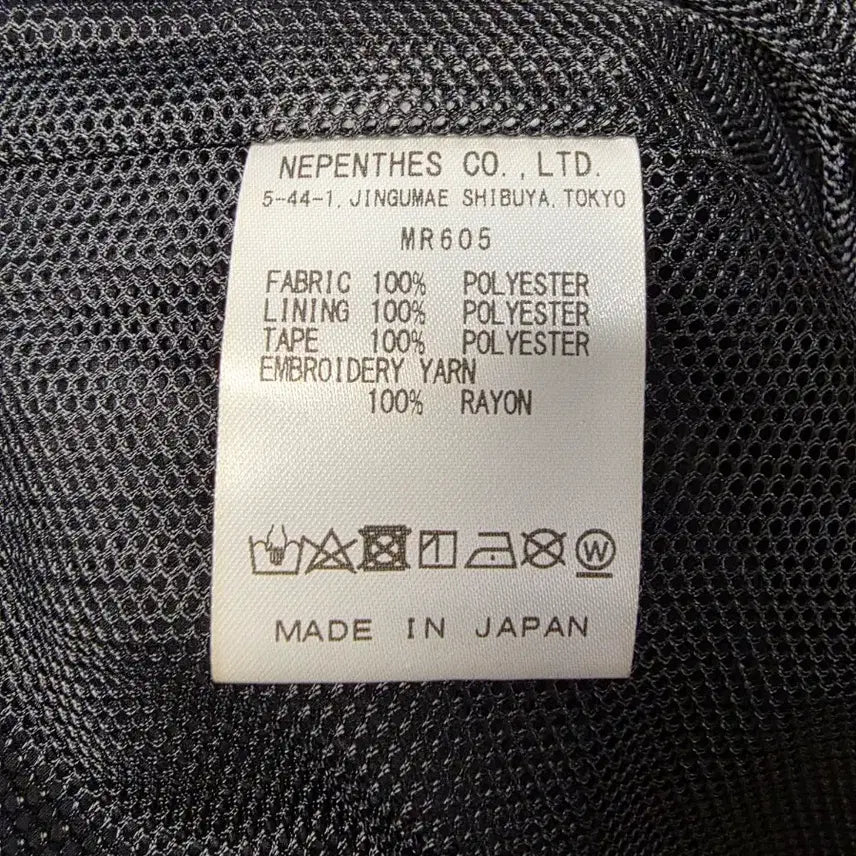 NEPENTHES CO.,LTD.
5-44-1, JINGUMAE SHIBUYA, TOKYO
MR605
FABRIC 100% POLYESTER
LINING 100% POLYESTER
TAPE 100% POLYESTER
EMBROIDERY YARN
100% RAYON
W
MADE IN JAPAN